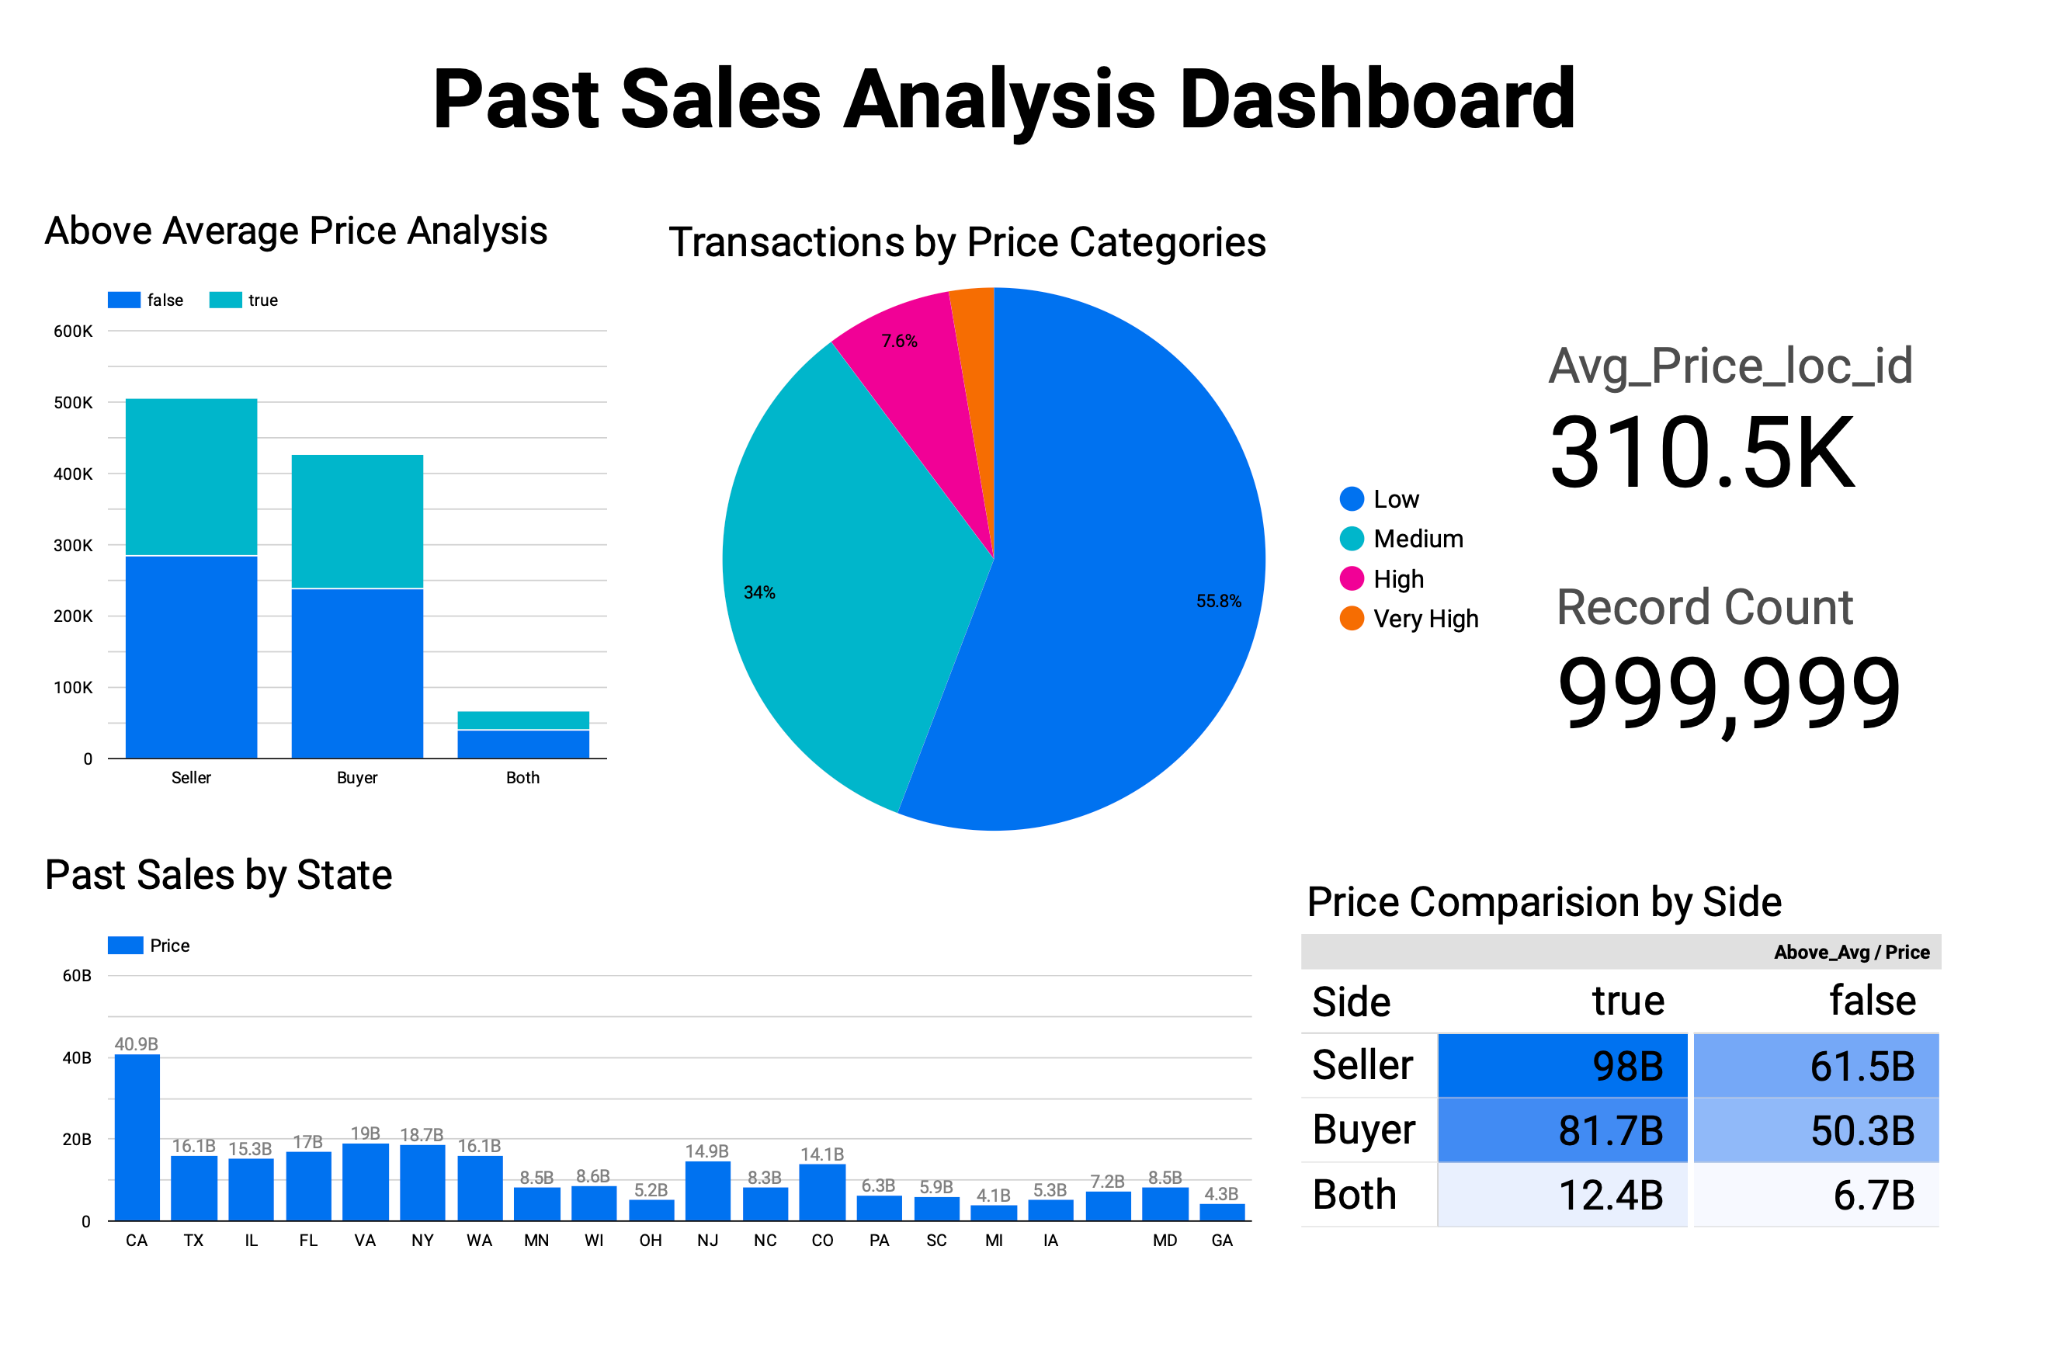 Past Sales Analysis Dashboard
Above Average Price Analysis
false true
600K
500K
400K
300K
200K
100K
0
Seller Buyer Both
Transactions by Price Categories
7.6%
34%
55.8%
Low
Medium
High
Very High
Avg_Price_loc_id
310.5K
Record Count
999,999
Past Sales by State
Price
60B
40B
20B
0
40.9B 16.1B 15.3B 17B 19B 18.7B 16.1B 8.5B 8.6B 5.2B 14.9B 8.3B 14.1B 6.3B 5.9B 4.1B 5.3B 7.2B 8.5B 4.3B
CA TX IL FL VA NY WA MN WI OH NJ NC CO PA SC MI IA MD GA
Price Comparision by Side
Above_Avg / Price
Side true false
Seller 98B 61.5B
Buyer 81.7B 50.3B
Both 12.4B 6.7B